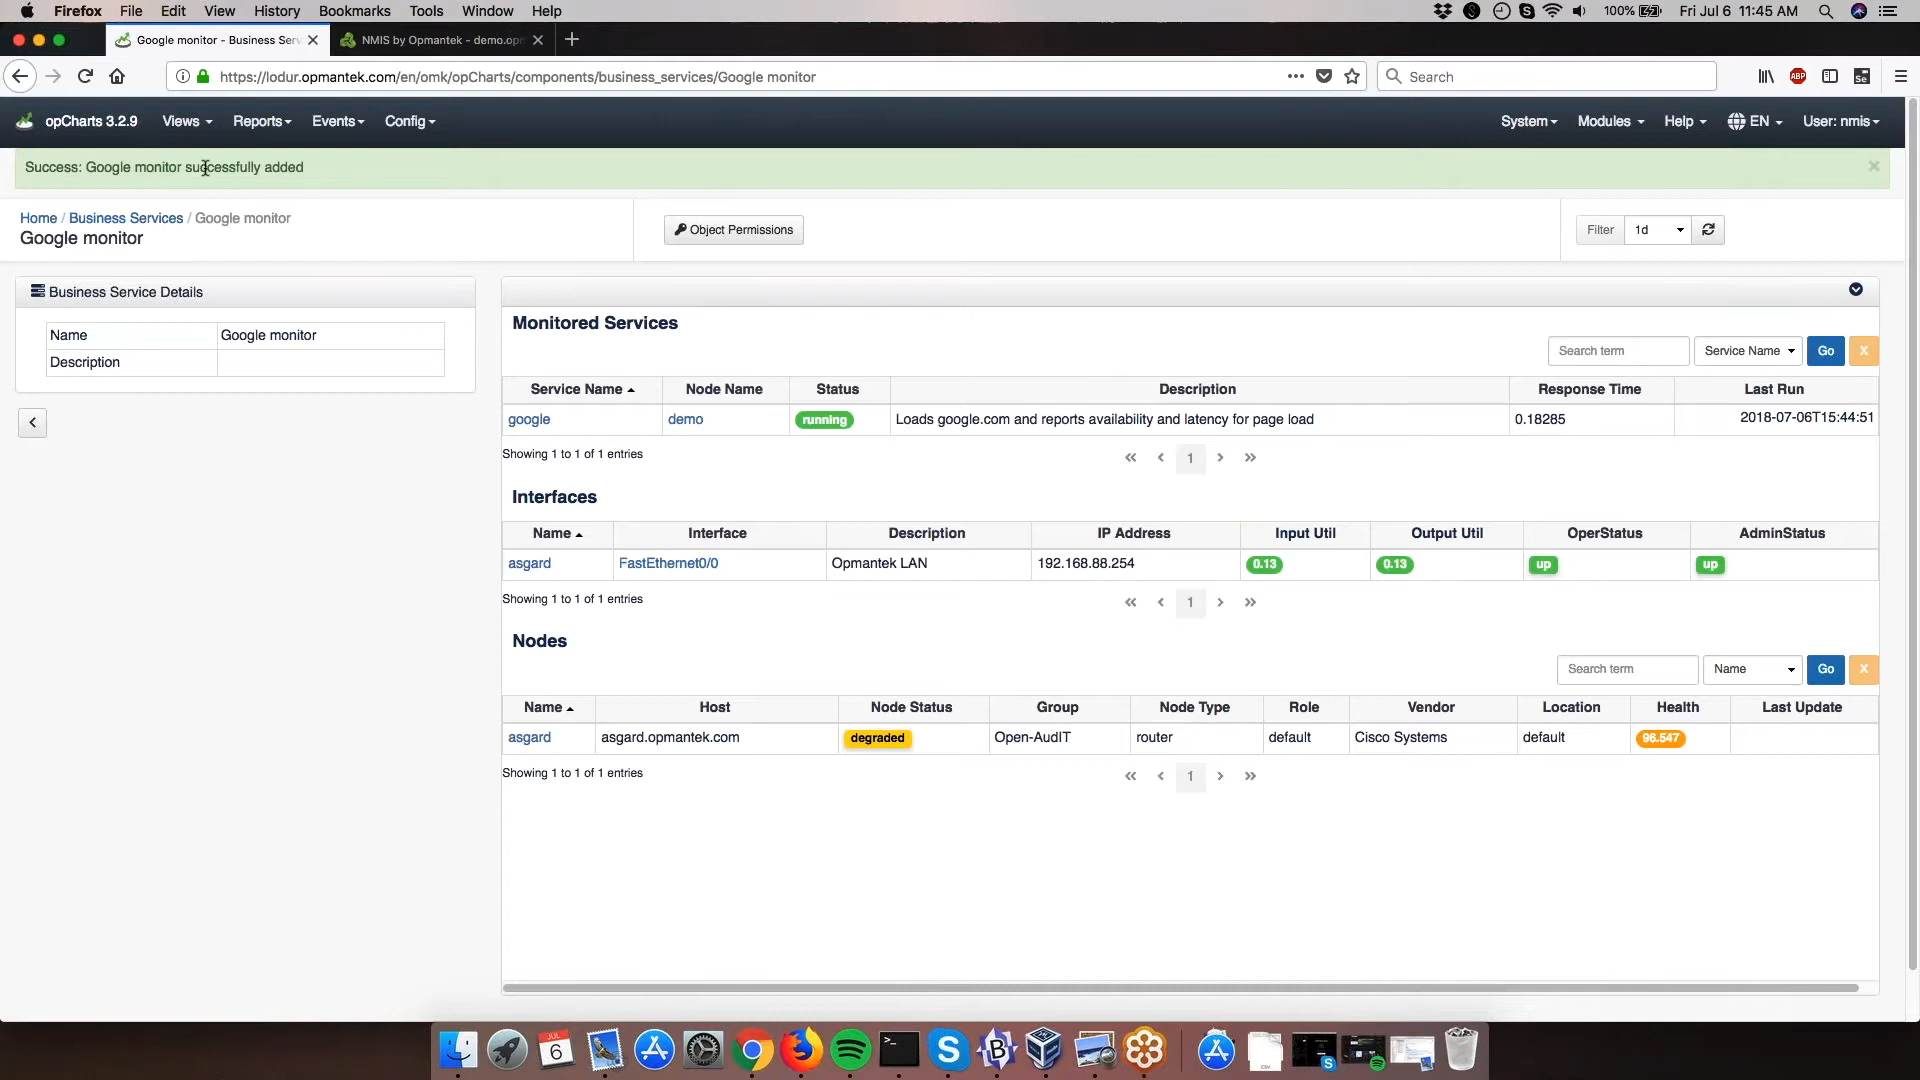 Firefox File Edit View History Bookmarks Tools Window Help 100% Fri Jul 6 11:45 AM
Google monitor - Business Serv NMIS by Opmantek - demo.opm
https://lodur.opmantek.com/en/omk/opCharts/components/business_services/Google monitor Search ABP Se
opCharts 3.2.9 Views Reports Events Config System Modules Help EN User: nmis
Success: Google monitor successfully added
Home / Business Services / Google monitor
Google monitor
Object Permissions
Filter 1d
Business Service Details
Name Google monitor
Description
Monitored Services
Search term Service Name Go X
Service Name Node Name Status Description Response Time Last Run
google demo running Loads google.com and reports availability and latency for page load 0.18285 2018-07-06T15:44:51
Showing 1 to 1 of 1 entries « ‹ 1 › »
Interfaces
Name Interface Description IP Address Input Util Output Util OperStatus AdminStatus
asgard FastEthernet0/0 Opmantek LAN 192.168.88.254 0.13 0.13 up up
Showing 1 to 1 of 1 entries « ‹ 1 › »
Nodes
Search term Name Go X
Name Host Node Status Group Node Type Role Vendor Location Health Last Update
asgard asgard.opmantek.com degraded Open-AudIT router default Cisco Systems default 96.547
Showing 1 to 1 of 1 entries « ‹ 1 › »
JUL
6
CSV